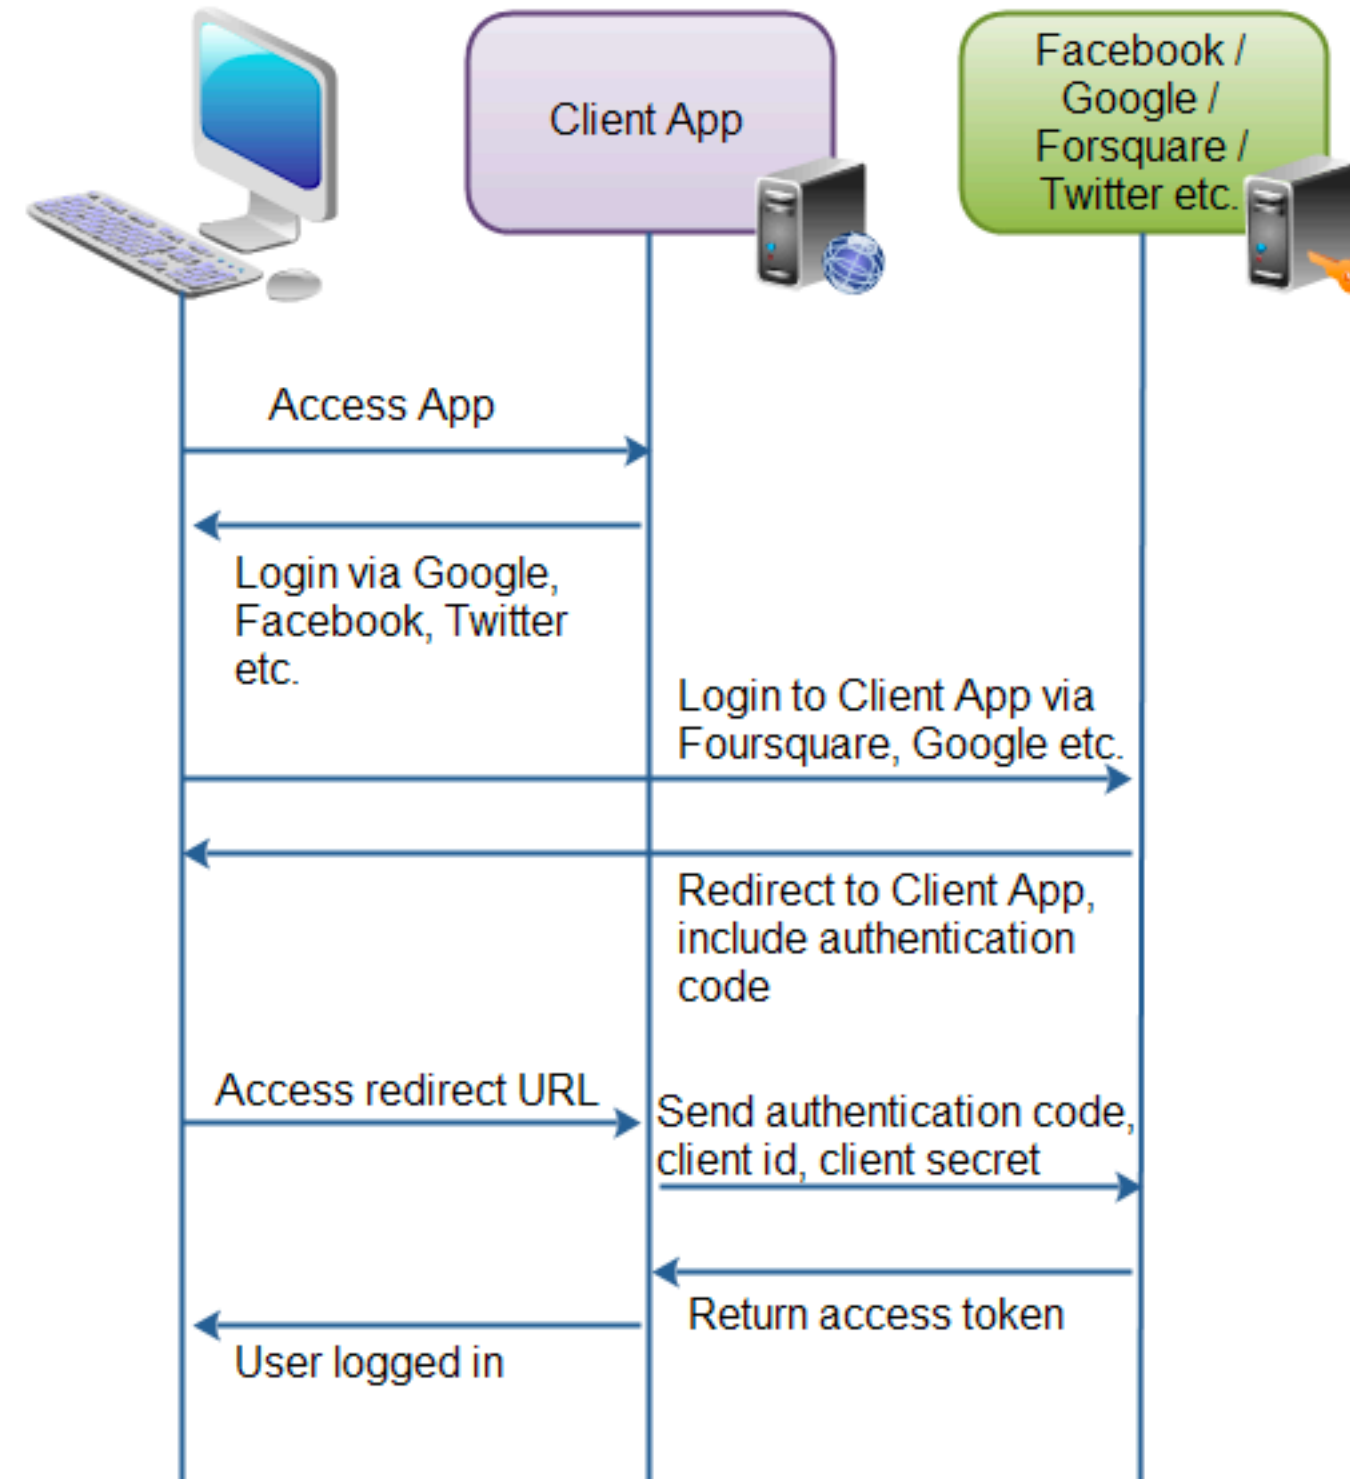 Client App
Facebook /
Google /
Forsquare /
Twitter etc.
Access App
Login via Google,
Facebook, Twitter
etc.
Login to Client App via
Foursquare, Google etc.
Redirect to Client App,
include authentication
code
Access redirect URL
Send authentication code,
client id, client secret
Return access token
User logged in